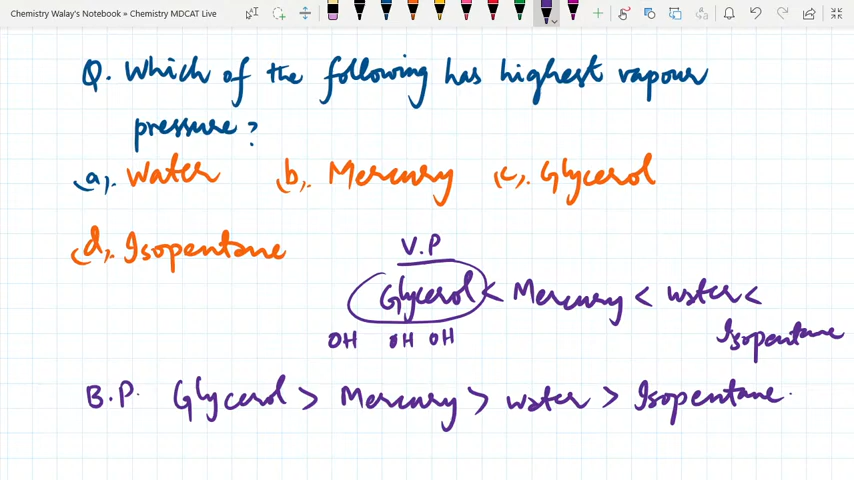 Chemistry Walay's Notebook » Chemistry MDCAT Live
Q. Which of the following has highest vapour
pressure?
(a). Water (b). Mercury (c). Glycerol
(d). Isopentane
V.P
Glycerol < Mercury < water <
Isopentane
OH OH OH
B.P. Glycerol > Mercury > water > Isopentane.